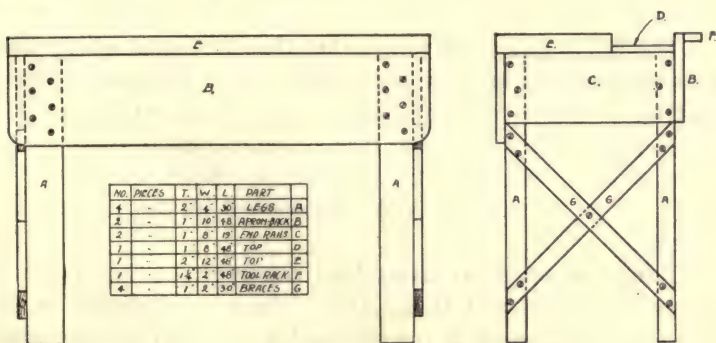 E
B.
A
A
NO. PIECES T. W. L. PART
4 " 2" 4" 30" LEGS A
2 " 1" 10" 48 APRON-BACK B
2 " 1" 8" 19" END RAILS C
1 " 1" 8" 48" TOP D
1 " 2" 12" 48" TOP E
1 " 1¼" 2" 48" TOOL RACK F
4 " 1" 2" 30" BRACES G
D.
E.
F.
C.
B.
A
G
G
A